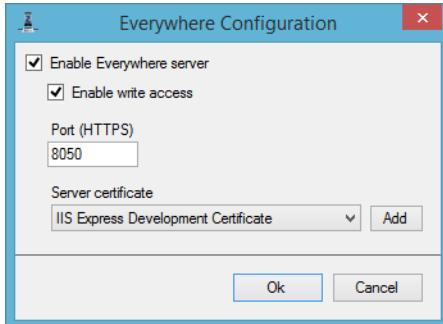 Everywhere Configuration
Enable Everywhere server
Enable write access
Port (HTTPS)
8050
Server certificate
IIS Express Development Certificate Add
Ok Cancel